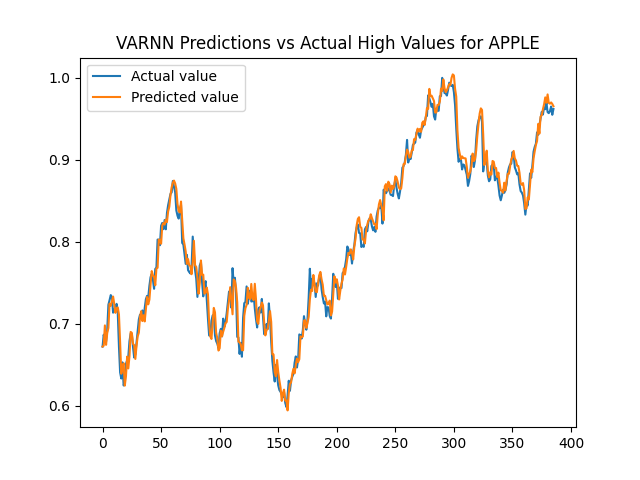 VARNN Predictions vs Actual High Values for APPLE
Actual value
Predicted value
1.0
0.9
0.8
0.7
0.6
0 50 100 150 200 250 300 350 400